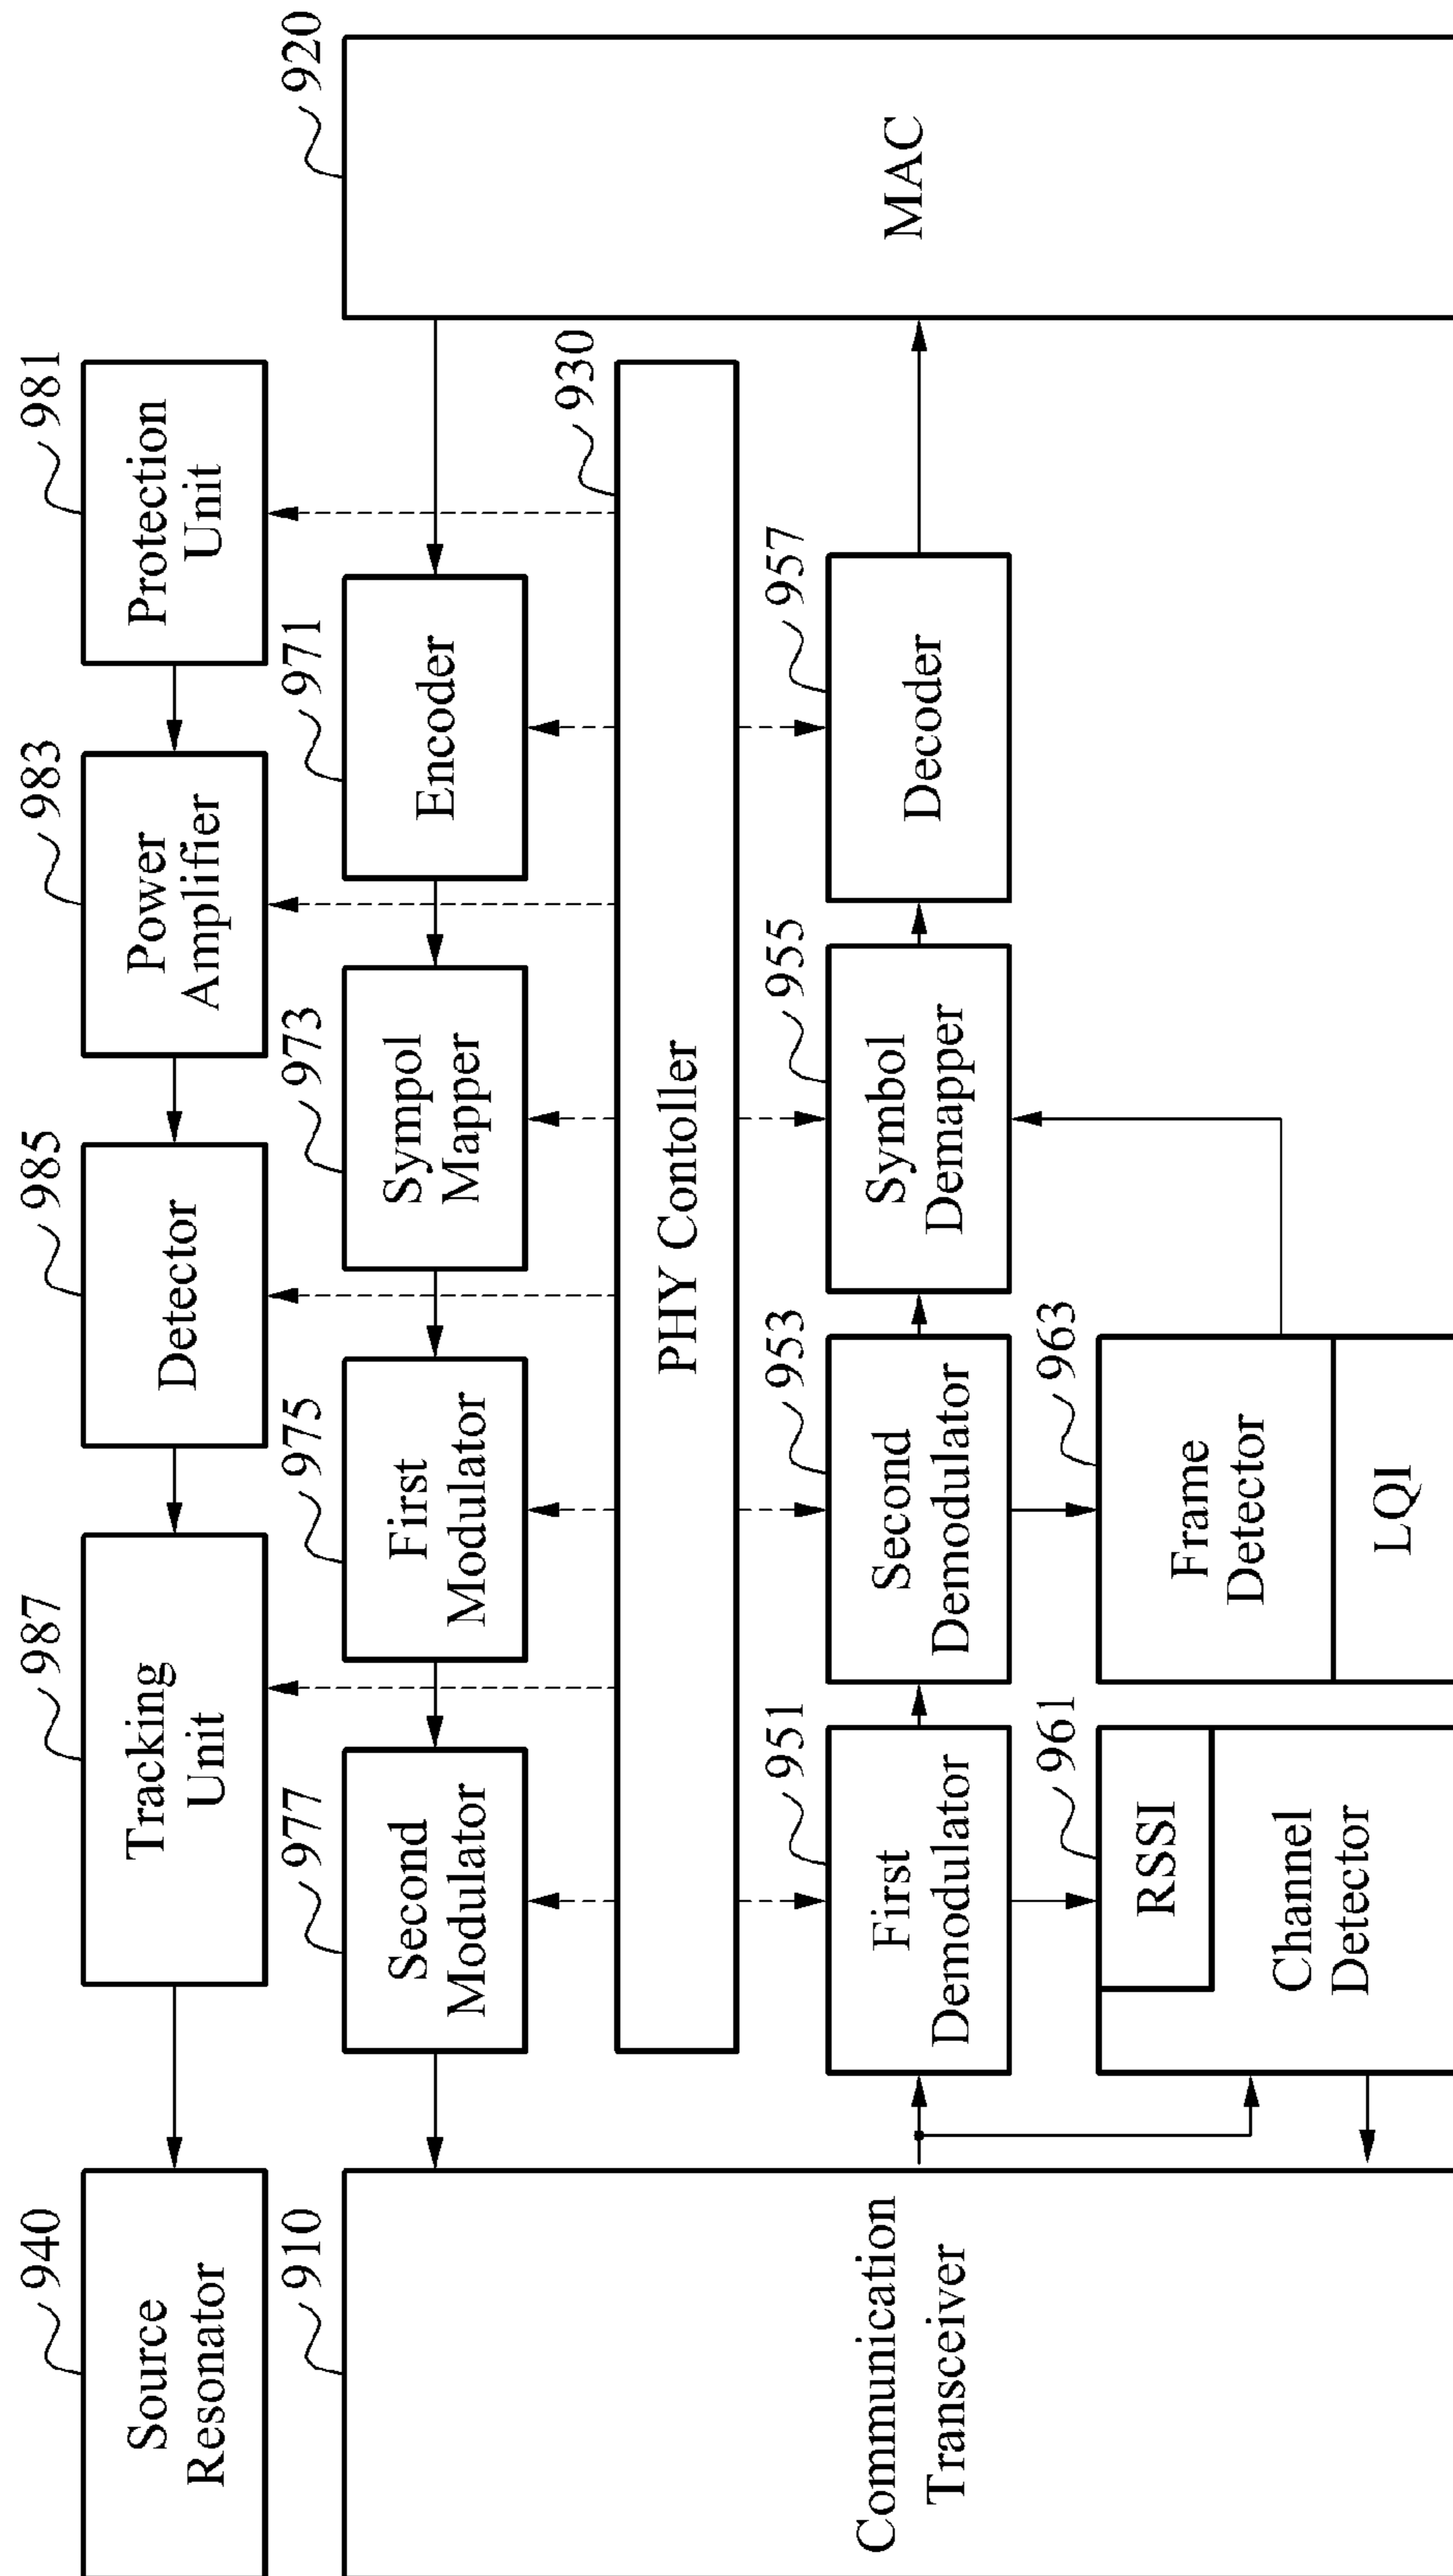 940
Source
Resonator
987
Tracking
Unit
985
Detector
983
Power
Amplifier
981
Protection
Unit
910
Communication
Transceiver
977
Second
Modulator
975
First
Modulator
973
Sympol
Mapper
971
Encoder
920
MAC
930
PHY Contoller
951
First
Demodulator
953
Second
Demodulator
955
Symbol
Demapper
957
Decoder
961
RSSI
Channel
Detector
963
Frame
Detector
LQI